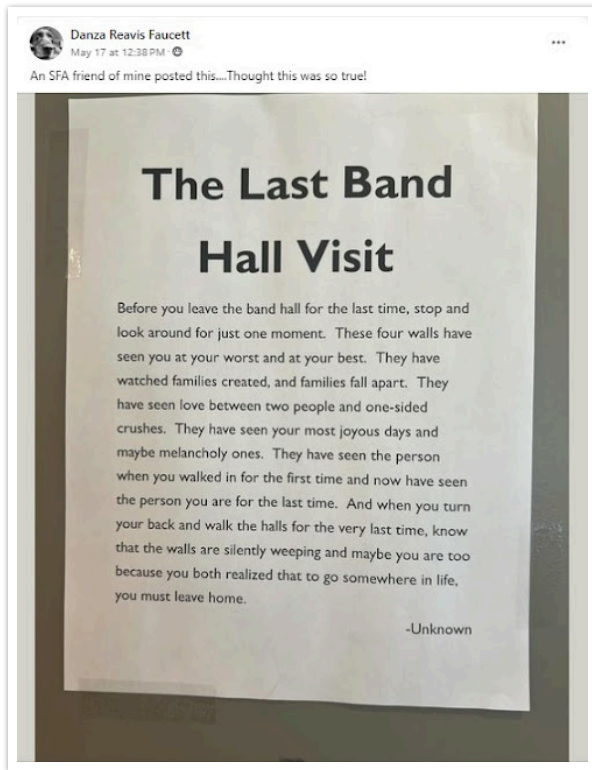 Danza Reavis Faucett
May 17 at 12:38 PM ·
An SFA friend of mine posted this....Thought this was so true!
The Last Band
Hall Visit
Before you leave the band hall for the last time, stop and
look around for just one moment. These four walls have
seen you at your worst and at your best. They have
watched families created, and families fall apart. They
have seen love between two people and one-sided
crushes. They have seen your most joyous days and
maybe melancholy ones. They have seen the person
when you walked in for the first time and now have seen
the person you are for the last time. And when you turn
your back and walk the halls for the very last time, know
that the walls are silently weeping and maybe you are too
because you both realized that to go somewhere in life,
you must leave home.
-Unknown